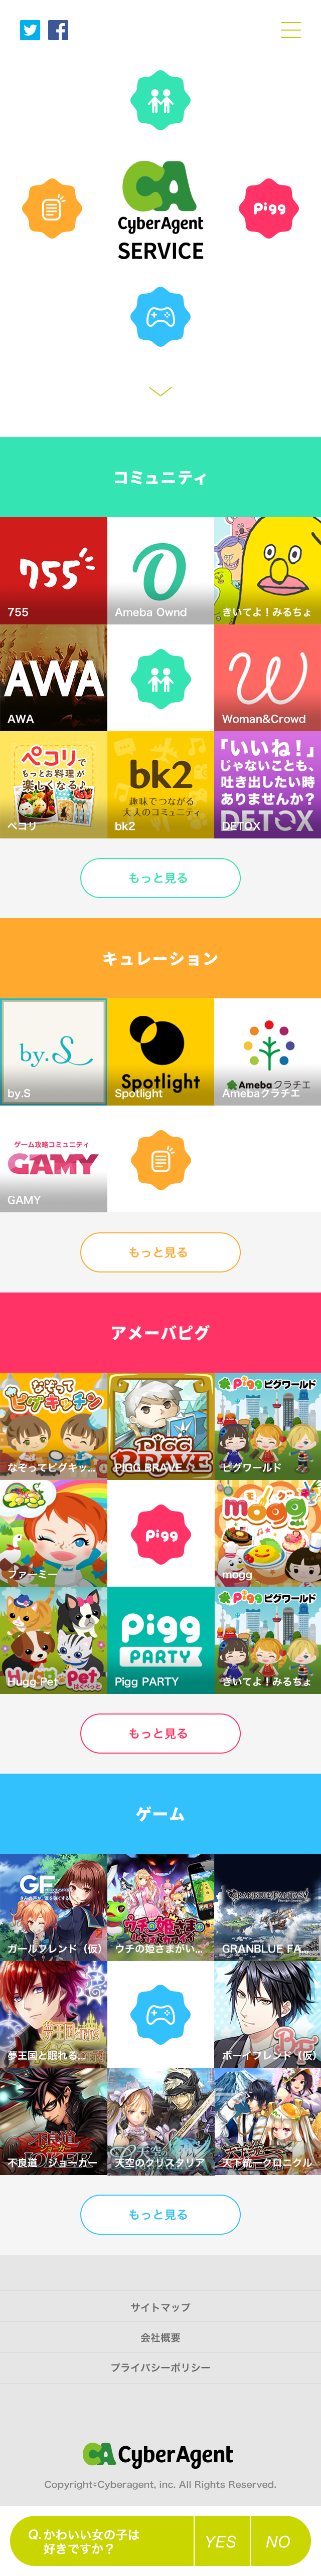 Pigg
CyberAgent
SERVICE
コミュニティ
755
755
Ameba Ownd
きいてよ！みるちょ
AWA
AWA
Woman&Crowd
ペコリで
もっとお料理が
楽しくなる♪
ペコリ
bk2
趣味でつながる
大人のコミュニティ
bk2
「いいね！」
じゃないことも、
吐き出したい時
ありませんか？
DETOX
DETOX
もっと見る
キュレーション
by.S
by.S
Spotlight
Spotlight
Amebaクラチエ
Amebaクラチエ
ゲーム攻略コミュニティ
GAMY
GAMY
もっと見る
アメーバピグ
なぞって
ピグキッチン
なぞってピグキッ...
PIGG
BRAVE
PIGG BRAVE
Pigg ピグワールド
ピグワールド
ファーミー
Pigg
mogg
mogg
Hugg Pet
Hugg Pet
Pigg
PARTY
Pigg PARTY
Pigg ピグワールド
きいてよ！みるちょ
もっと見る
ゲーム
GF
ガールフレンド（仮）
ウチの姫さま
ウチの姫さまがい...
GRANBLUE FANTASY
GRANBLUE FA...
夢王国と眠れる...
BF
ボーイフレンド（仮）
不良道
JOKER
不良道　ジョーカー
天空のクリスタリア
天下統一クロニクル
もっと見る
サイトマップ
会社概要
プライバシーポリシー
CyberAgent
Copyright©Cyberagent, inc. All Rights Reserved.
Q.かわいい女の子は
好きですか？
YES
NO